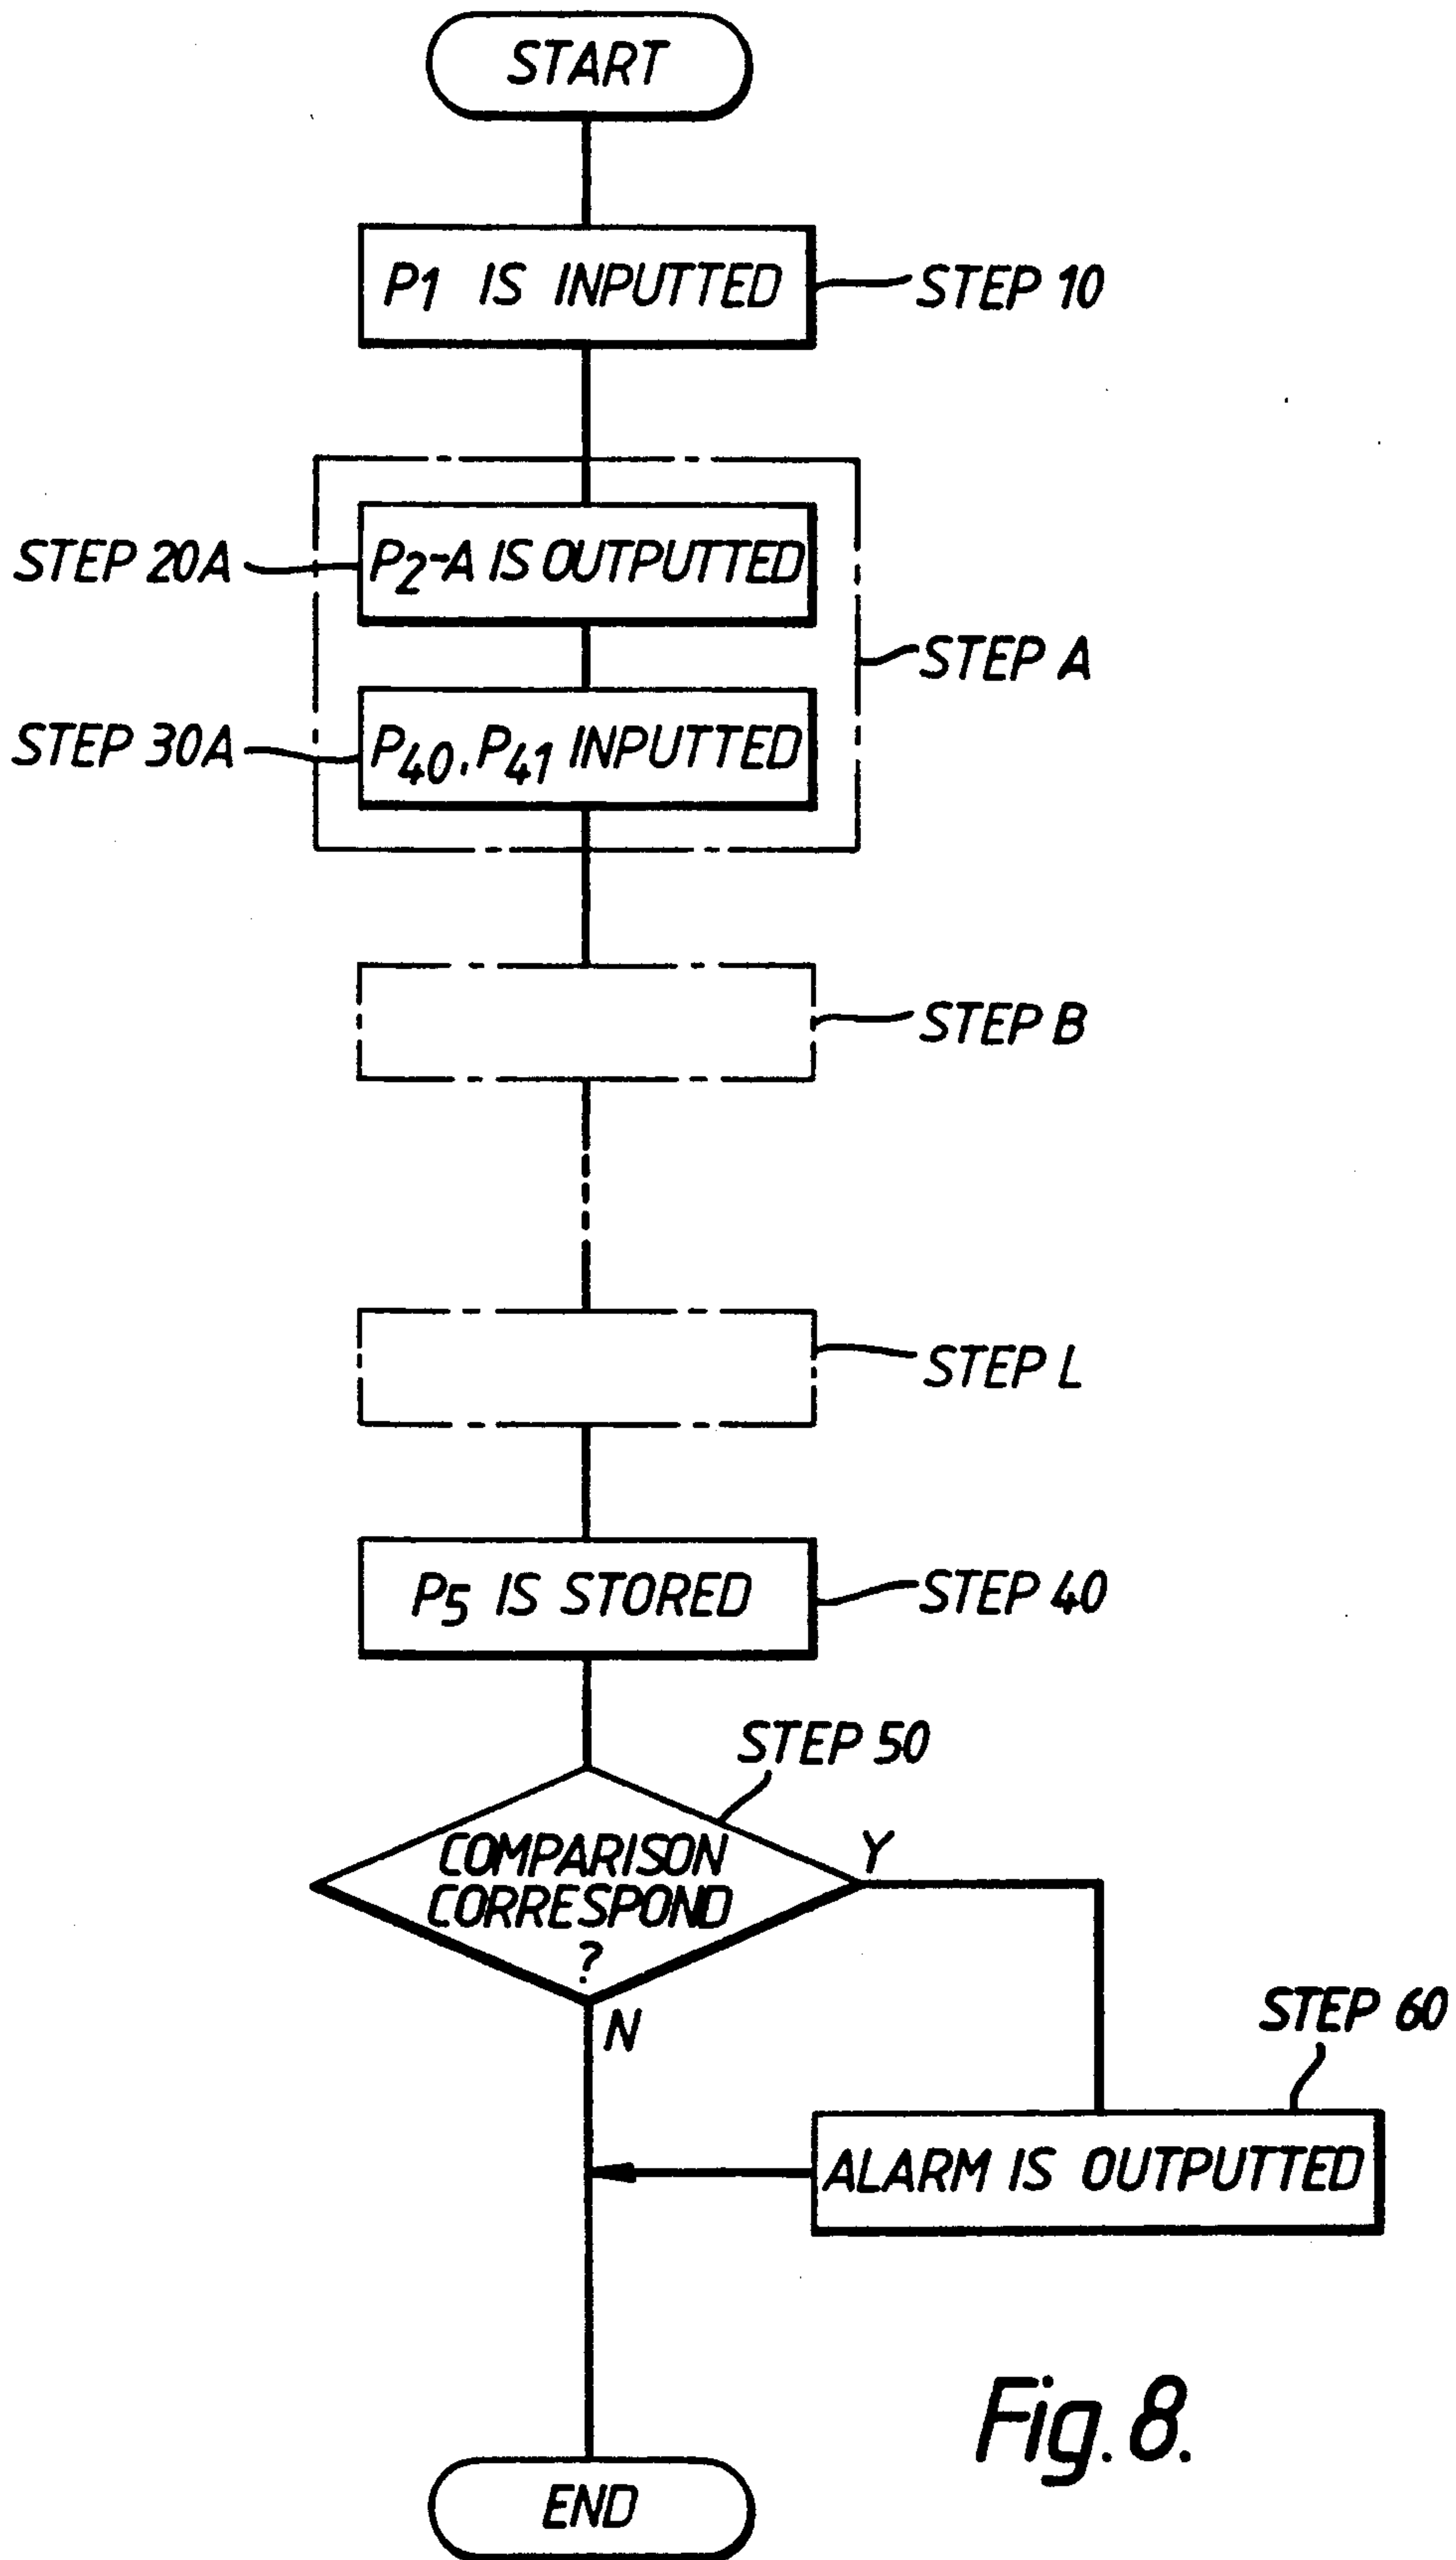 START
P1 IS INPUTTED
STEP 10
STEP 20A
P2-A IS OUTPUTTED
STEP A
STEP 30A
P40, P41 INPUTTED
STEP B
STEP L
P5 IS STORED
STEP 40
STEP 50
COMPARISON
CORRESPOND
?
Y
N
STEP 60
ALARM IS OUTPUTTED
END
Fig. 8.